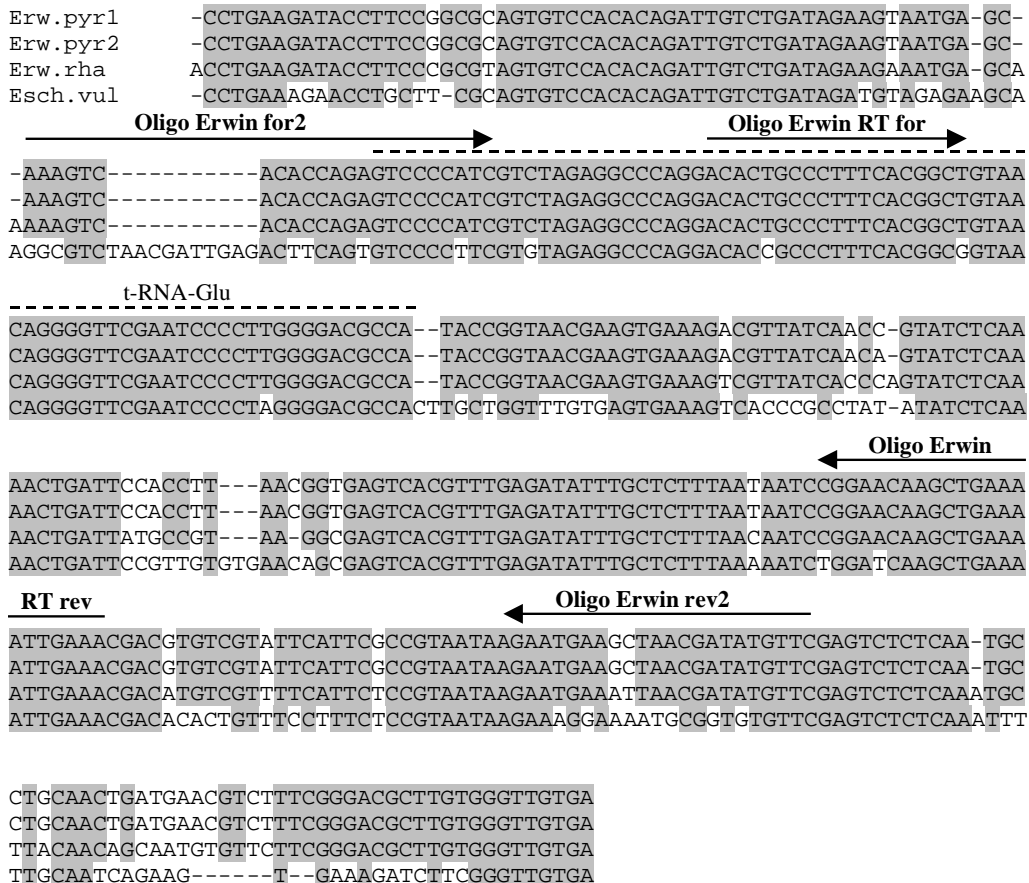 Erw.pyr1 -CCTGAAGATACCTTCCGGCGCAGTGTCCACACAGATTGTCTGATAGAAGTAATGA-GC-
Erw.pyr2 -CCTGAAGATACCTTCCGGCGCAGTGTCCACACAGATTGTCTGATAGAAGTAATGA-GC-
Erw.rha ACCTGAAGATACCTTCCCGCGTAGTGTCCACACAGATTGTCTGATAGAAGAAATGA-GCA
Esch.vul -CCTGAAAGAACCTGCTT-CGCAGTGTCCACACAGATTGTCTGATAGATGTAGAGAAGCA
Oligo Erwin for2 Oligo Erwin RT for
-AAAGTC-----------ACACCAGAGTCCCCATCGTCTAGAGGCCCAGGACACTGCCCTTTCACGGCTGTAA
-AAAGTC-----------ACACCAGAGTCCCCATCGTCTAGAGGCCCAGGACACTGCCCTTTCACGGCTGTAA
AAAAGTC-----------ACACCAGAGTCCCCATCGTCTAGAGGCCCAGGACACTGCCCTTTCACGGCTGTAA
AGGCGTCTAACGATTGAGACTTCAGTGTCCCCTTCGTGTAGAGGCCCAGGACACCGCCCTTTCACGGCGGTAA
t-RNA-Glu
CAGGGGTTCGAATCCCCTTGGGGACGCCA--TACCGGTAACGAAGTGAAAGACGTTATCAACC-GTATCTCAA
CAGGGGTTCGAATCCCCTTGGGGACGCCA--TACCGGTAACGAAGTGAAAGACGTTATCAACA-GTATCTCAA
CAGGGGTTCGAATCCCCTTGGGGACGCCA--TACCGGTAACGAAGTGAAAGTCGTTATCACCCAGTATCTCAA
CAGGGGTTCGAATCCCCTAGGGGACGCCACTTGCTGGTTTGTGAGTGAAAGTCACCCGCCTAT-ATATCTCAA
Oligo Erwin
AACTGATTCCACCTT---AACGGTGAGTCACGTTTGAGATATTTGCTCTTTAATAATCCGGAACAAGCTGAAA
AACTGATTCCACCTT---AACGGTGAGTCACGTTTGAGATATTTGCTCTTTAATAATCCGGAACAAGCTGAAA
AACTGATTATGCCGT---AA-GGCGAGTCACGTTTGAGATATTTGCTCTTTAACAATCCGGAACAAGCTGAAA
AACTGATTCCGTTGTGTGAACAGCGAGTCACGTTTGAGATATTTGCTCTTTAAAAATCTGGATCAAGCTGAAA
RT rev Oligo Erwin rev2
ATTGAAACGACGTGTCGTATTCATTCGCCGTAATAAGAATGAAGCTAACGATATGTTCGAGTCTCTCAA-TGC
ATTGAAACGACGTGTCGTATTCATTCGCCGTAATAAGAATGAAGCTAACGATATGTTCGAGTCTCTCAA-TGC
ATTGAAACGACATGTCGTTTTCATTCTCCGTAATAAGAATGAAATTAACGATATGTTCGAGTCTCTCAAATGC
ATTGAAACGACACACTGTTTCCTTTCTCCGTAATAAGAAAGGAAAATGCGGTGTGTTCGAGTCTCTCAAATTT
CTGCAACTGATGAACGTCTTTCGGGACGCTTGTGGGTTGTGA
CTGCAACTGATGAACGTCTTTCGGGACGCTTGTGGGTTGTGA
TTACAACAGCAATGTGTTCTTCGGGACGCTTGTGGGTTGTGA
TTGCAATCAGAAG------T--GAAAGATCTTCGGGTTGTGA